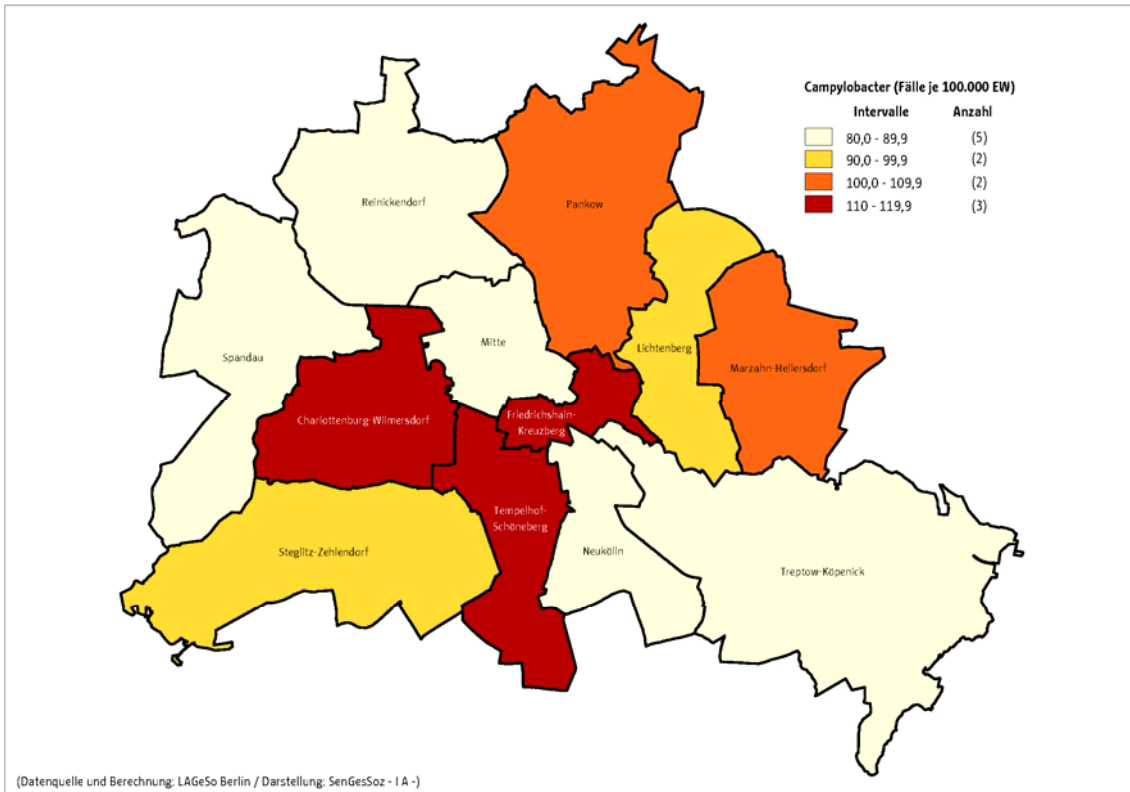 Campylobacter (Fälle je 100.000 EW)
Intervalle Anzahl
80,0 - 89,9 (5)
90,0 - 99,9 (2)
100,0 - 109,9 (2)
110 - 119,9 (3)
Reinickendorf
Pankow
Mitte
Lichtenberg
Spandau
Marzahn-Hellersdorf
Charlottenburg-Wilmersdorf
Friedrichshain-
Kreuzberg
Tempelhof-
Schöneberg
Steglitz-Zehlendorf
Neukölln
Treptow-Köpenick
(Datenquelle und Berechnung: LAGeSo Berlin / Darstellung: SenGesSoz - I A -)